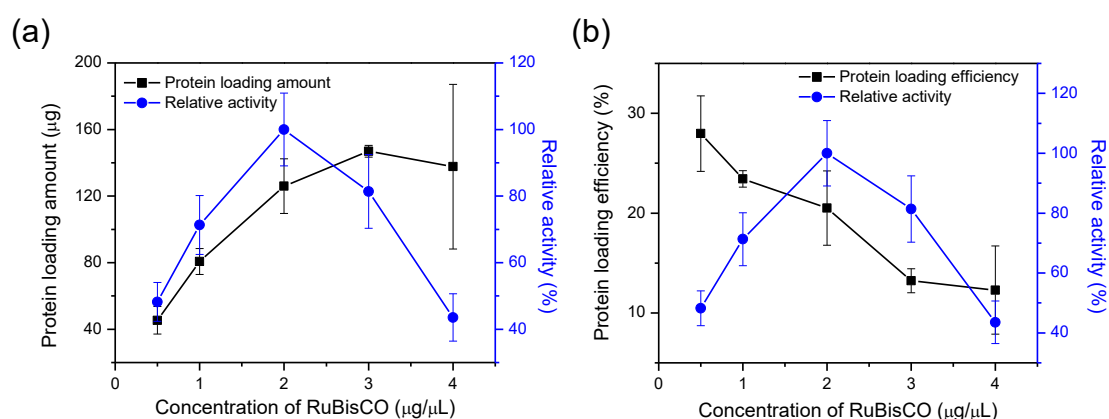 (a)
Protein loading amount
Relative activity
Protein loading amount (μg)
200
160
120
80
40
Relative activity (%)
120
100
80
60
40
0 1 2 3 4
Concentration of RuBisCO (μg/μL)
(b)
Protein loading efficiency
Relative activity
Protein loading efficiency (%)
30
20
10
Relative activity (%)
120
100
80
60
40
0 1 2 3 4
Concentration of RuBisCO (μg/μL)